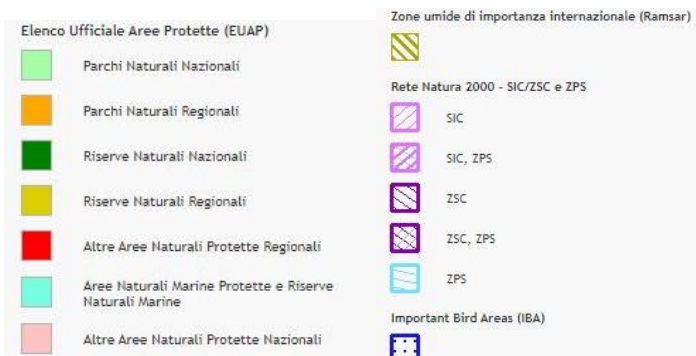 Elenco Ufficiale Aree Protette (EUAP)
Parchi Naturali Nazionali
Parchi Naturali Regionali
Riserve Naturali Nazionali
Riserve Naturali Regionali
Altre Aree Naturali Protette Regionali
Aree Naturali Marine Protette e Riserve
Naturali Marine
Altre Aree Naturali Protette Nazionali
Zone umide di importanza internazionale (Ramsar)
Rete Natura 2000 - SIC/ZSC e ZPS
SIC
SIC, ZPS
ZSC
ZSC, ZPS
ZPS
Important Bird Areas (IBA)